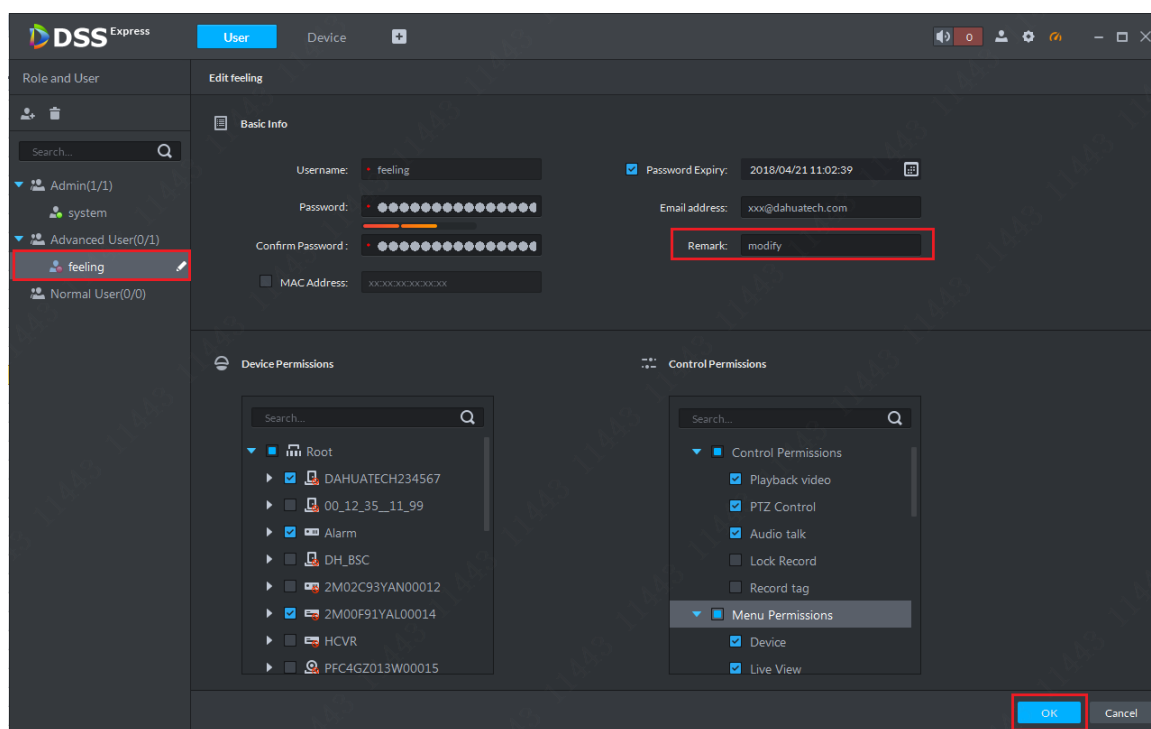 DSS Express User Device 0
Role and User
Edit feeling
Basic Info
Search...
Admin(1/1)
system
Advanced User(0/1)
feeling
Normal User(0/0)
Username: * feeling
Password: *
Confirm Password : *
MAC Address: xx:xx:xx:xx:xx:xx
Password Expiry: 2018/04/21 11:02:39
Email address: xxx@dahuatech.com
Remark: modify
Device Permissions
Search...
Root
DAHUATECH234567
00_12_35__11_99
Alarm
DH_BSC
2M02C93YAN00012
2M00F91YAL00014
HCVR
PFC4GZ013W00015
Control Permissions
Search...
Control Permissions
Playback video
PTZ Control
Audio talk
Lock Record
Record tag
Menu Permissions
Device
Live View
OK Cancel
11443 11443 11443